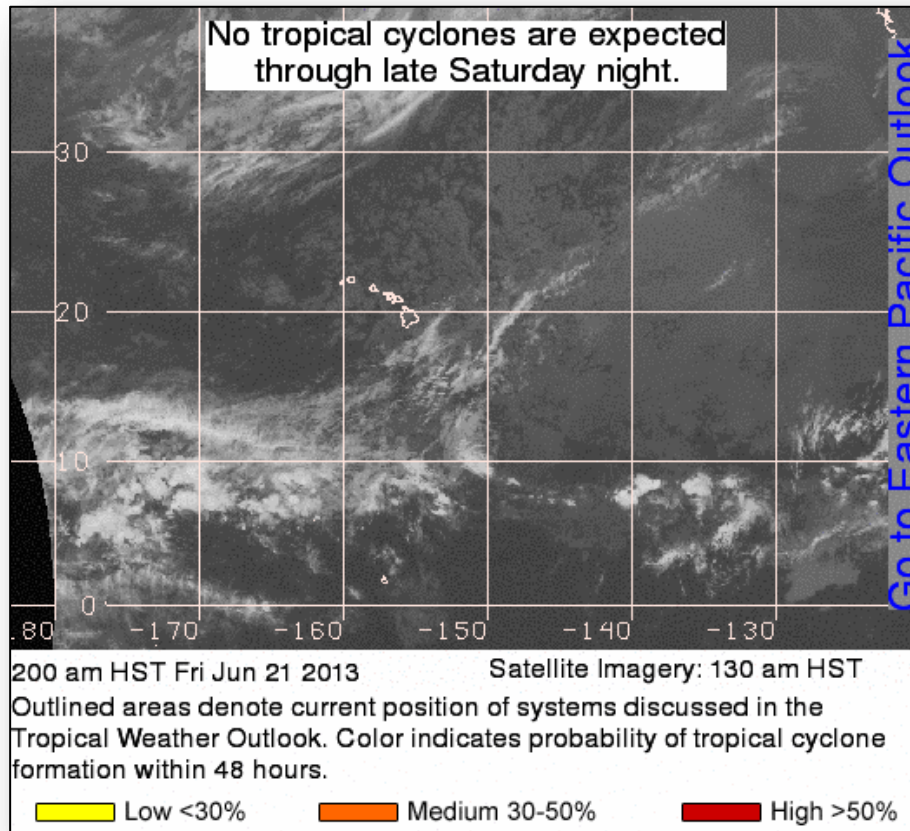 No tropical cyclones are expected
through late Saturday night.
Go to Eastern Pacific Outlook
30
20
10
0
.80 -170 -160 -150 -140 -130
200 am HST Fri Jun 21 2013 Satellite Imagery: 130 am HST
Outlined areas denote current position of systems discussed in the
Tropical Weather Outlook. Color indicates probability of tropical cyclone
formation within 48 hours.
Low <30% Medium 30-50% High >50%